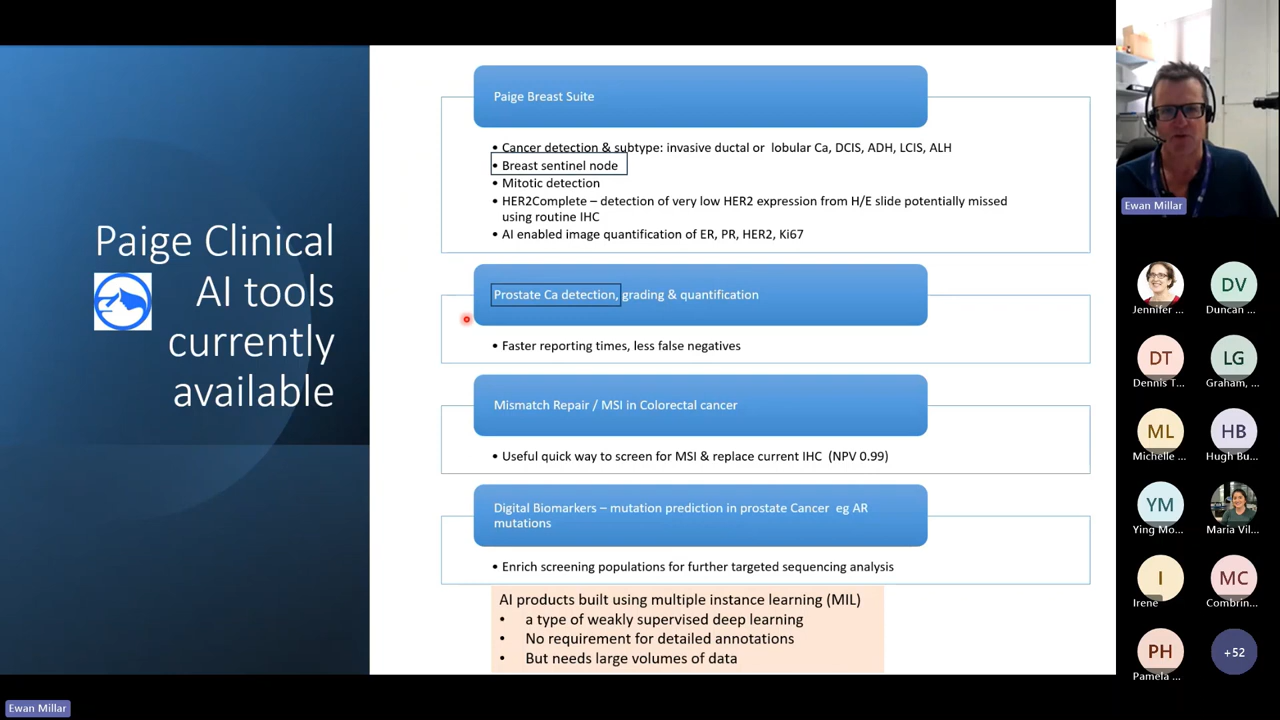 Paige Clinical
AI tools
currently
available
Paige Breast Suite
• Cancer detection & subtype: invasive ductal or lobular Ca, DCIS, ADH, LCIS, ALH
• Breast sentinel node
• Mitotic detection
• HER2Complete – detection of very low HER2 expression from H/E slide potentially missed
using routine IHC
• AI enabled image quantification of ER, PR, HER2, Ki67
Prostate Ca detection, grading & quantification
• Faster reporting times, less false negatives
Mismatch Repair / MSI in Colorectal cancer
• Useful quick way to screen for MSI & replace current IHC (NPV 0.99)
Digital Biomarkers – mutation prediction in prostate Cancer eg AR
mutations
• Enrich screening populations for further targeted sequencing analysis
AI products built using multiple instance learning (MIL)
• a type of weakly supervised deep learning
• No requirement for detailed annotations
• But needs large volumes of data
Ewan Millar
Jennifer ...
DV
Duncan ...
DT
Dennis T...
LG
Graham, ...
ML
Michelle ...
HB
Hugh Bu...
YM
Ying Mo...
Maria Vil...
I
Irene
MC
Combrin...
PH
Pamela ...
+52
Ewan Millar